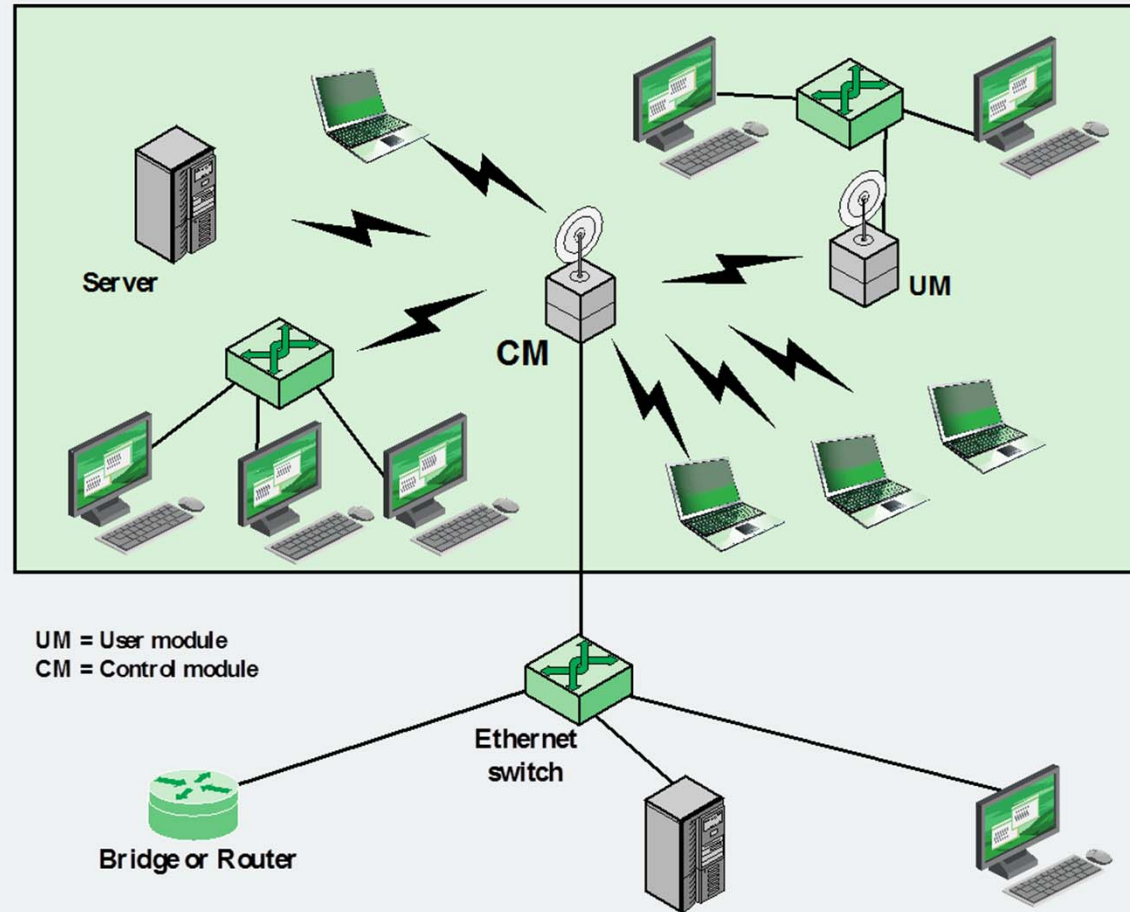 Server
UM
CM
UM = User module
CM = Control module
Ethernet
switch
Bridge or Router